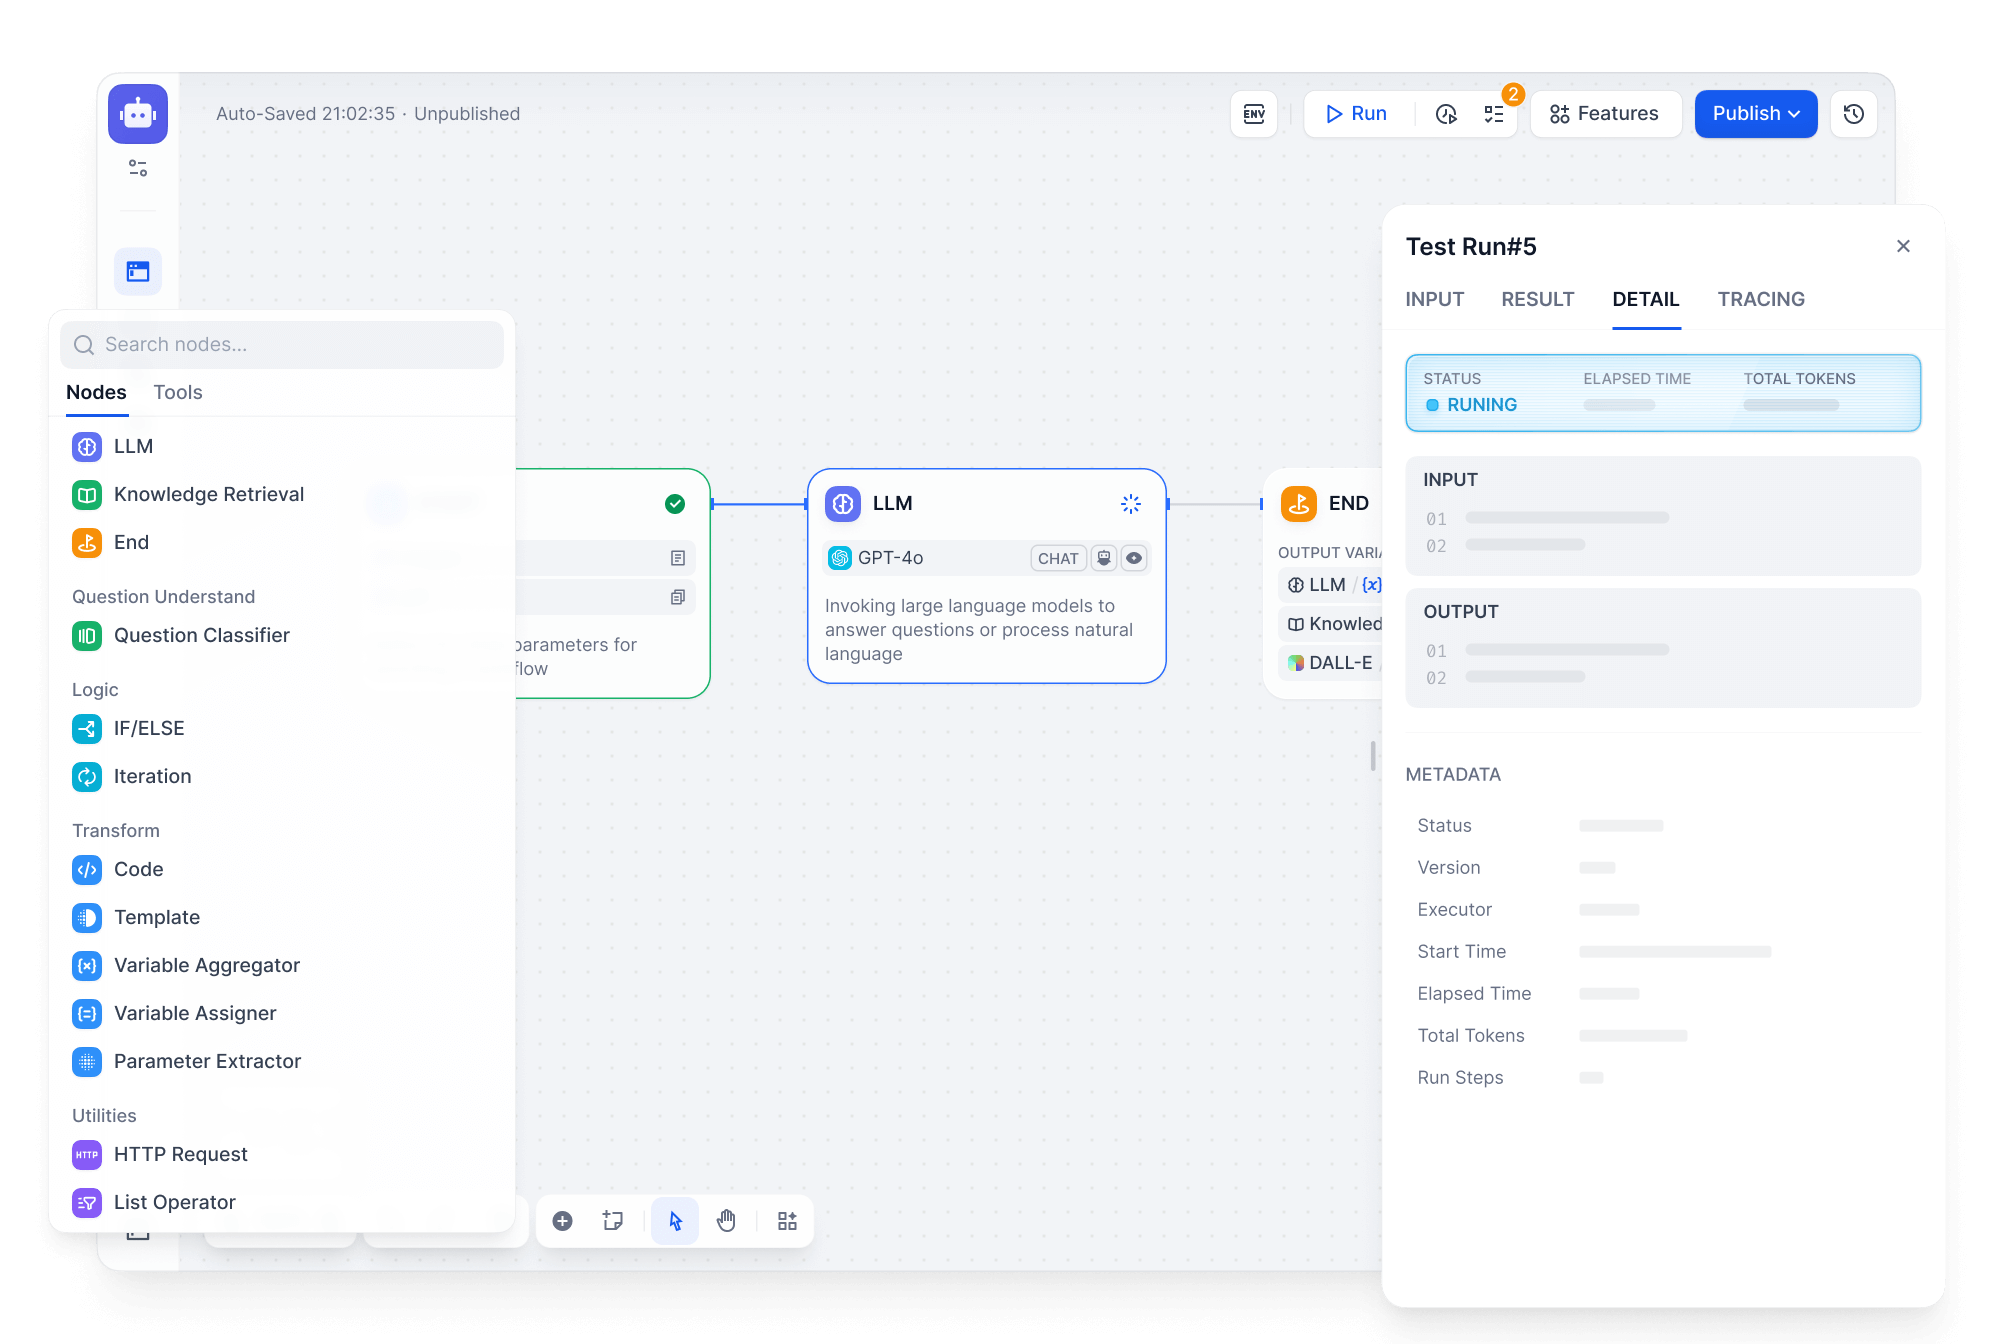 Auto-Saved 21:02:35 · Unpublished
ENV
Run
2
Features
Publish
Search nodes...
Nodes
Tools
LLM
Knowledge Retrieval
End
Question Understand
Question Classifier
Logic
IF/ELSE
Iteration
Transform
Code
Template
Variable Aggregator
Variable Assigner
Parameter Extractor
Utilities
HTTP
HTTP Request
List Operator
parameters for
flow
LLM
GPT-4o
CHAT
Invoking large language models to
answer questions or process natural
language
END
OUTPUT VARIA
LLM / {x}
Knowled
DALL-E
Test Run#5
INPUT
RESULT
DETAIL
TRACING
STATUS
ELAPSED TIME
TOTAL TOKENS
RUNING
INPUT
01
02
OUTPUT
01
02
METADATA
Status
Version
Executor
Start Time
Elapsed Time
Total Tokens
Run Steps